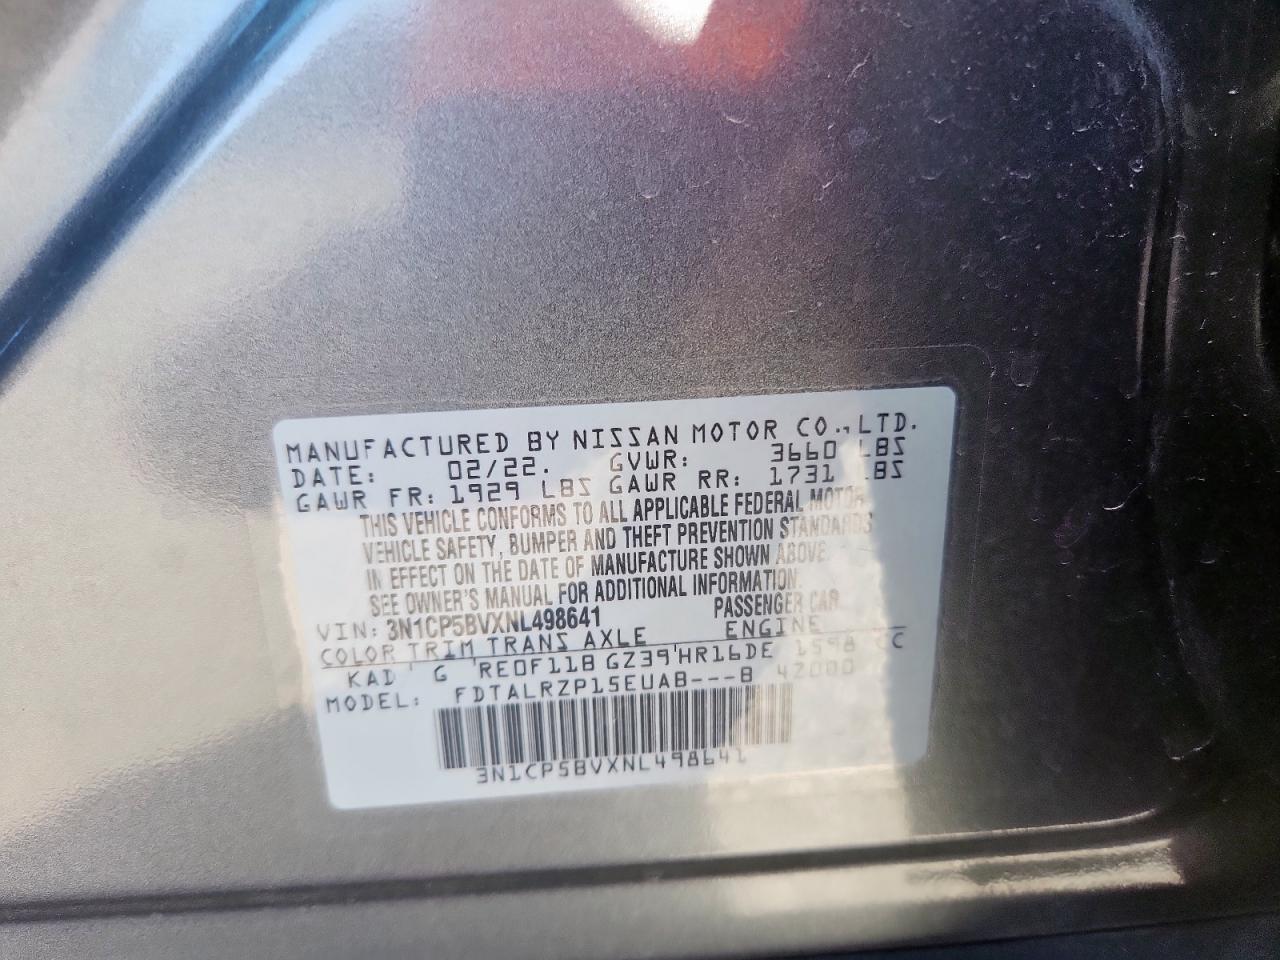 MANUFACTURED BY NISSAN MOTOR CO.,LTD.
DATE: 02/22. GVWR: 3660 LBS
GAWR FR: 1929 LBS GAWR RR: 1731 LBS
THIS VEHICLE CONFORMS TO ALL APPLICABLE FEDERAL MOTOR
VEHICLE SAFETY, BUMPER AND THEFT PREVENTION STANDARDS
IN EFFECT ON THE DATE OF MANUFACTURE SHOWN ABOVE.
SEE OWNER'S MANUAL FOR ADDITIONAL INFORMATION.
VIN: 3N1CP5BVXNL498641 PASSENGER CAR
COLOR TRIM TRANS AXLE ENGINE
KAD G RE0F11B GZ39 HR16DE 1598 CC
MODEL: FDTALRZP15EUAB---B 42000
3N1CP5BVXNL498641